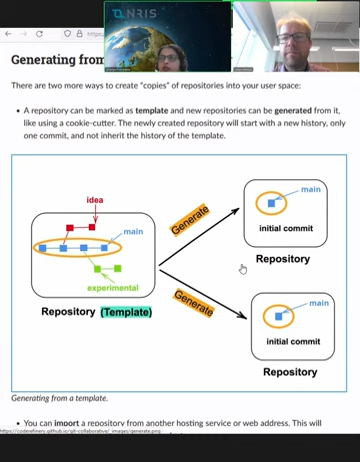 NRIS
https:
Generating from
There are two more ways to create "copies" of repositories into your user space:
• A repository can be marked as template and new repositories can be generated from it,
like using a cookie-cutter. The newly created repository will start with a new history, only
one commit, and not inherit the history of the template.
idea
main
experimental
Repository (Template)
Generate
main
initial commit
Repository
Generate
main
initial commit
Repository
Generating from a template.
• You can import a repository from another hosting service or web address. This will
https://coderefinery.github.io/git-collaborative/_images/generate.png